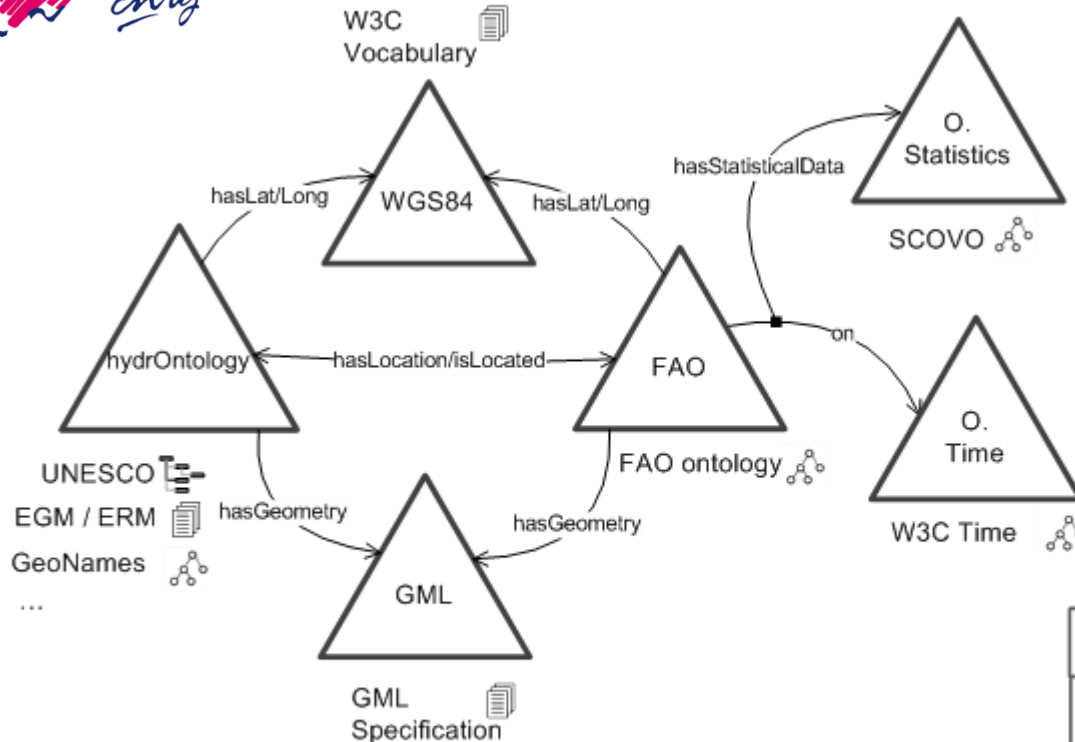 W3C
Vocabulary
O.
Statistics
hasStatisticalData
WGS84
hasLat/Long
hasLat/Long
SCOVO
hydrOntology
hasLocation/isLocated
FAO
on
O.
Time
UNESCO
EGM / ERM
GeoNames
...
FAO ontology
hasGeometry
hasGeometry
W3C Time
GML
GML
Specification